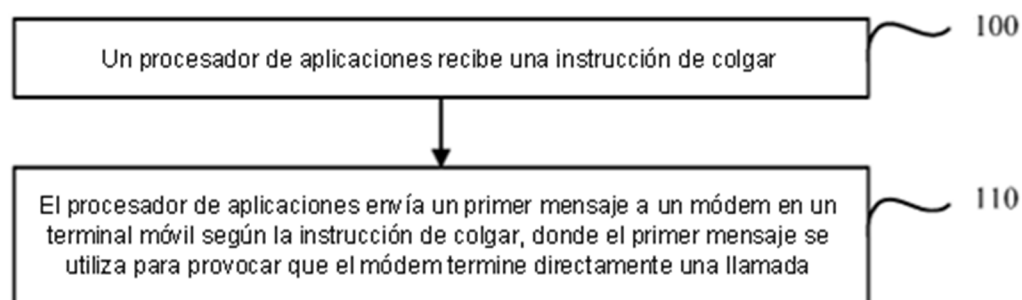 100
Un procesador de aplicaciones recibe una instrucción de colgar
110
El procesador de aplicaciones envía un primer mensaje a un módem en un
terminal móvil según la instrucción de colgar, donde el primer mensaje se
utiliza para provocar que el módem termine directamente una llamada